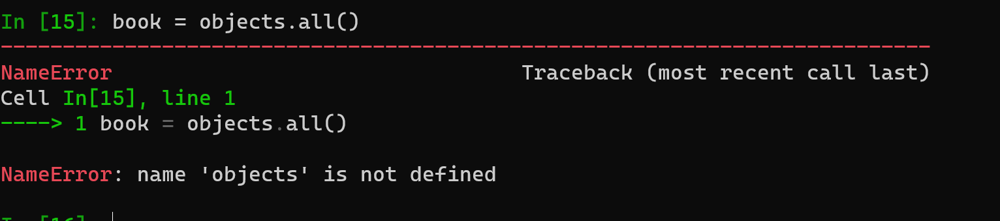 In [15]: book = objects.all()
---------------------------------------------------------------------------
NameError                                 Traceback (most recent call last)
Cell In[15], line 1
----> 1 book = objects.all()
NameError: name 'objects' is not defined
In [16]: